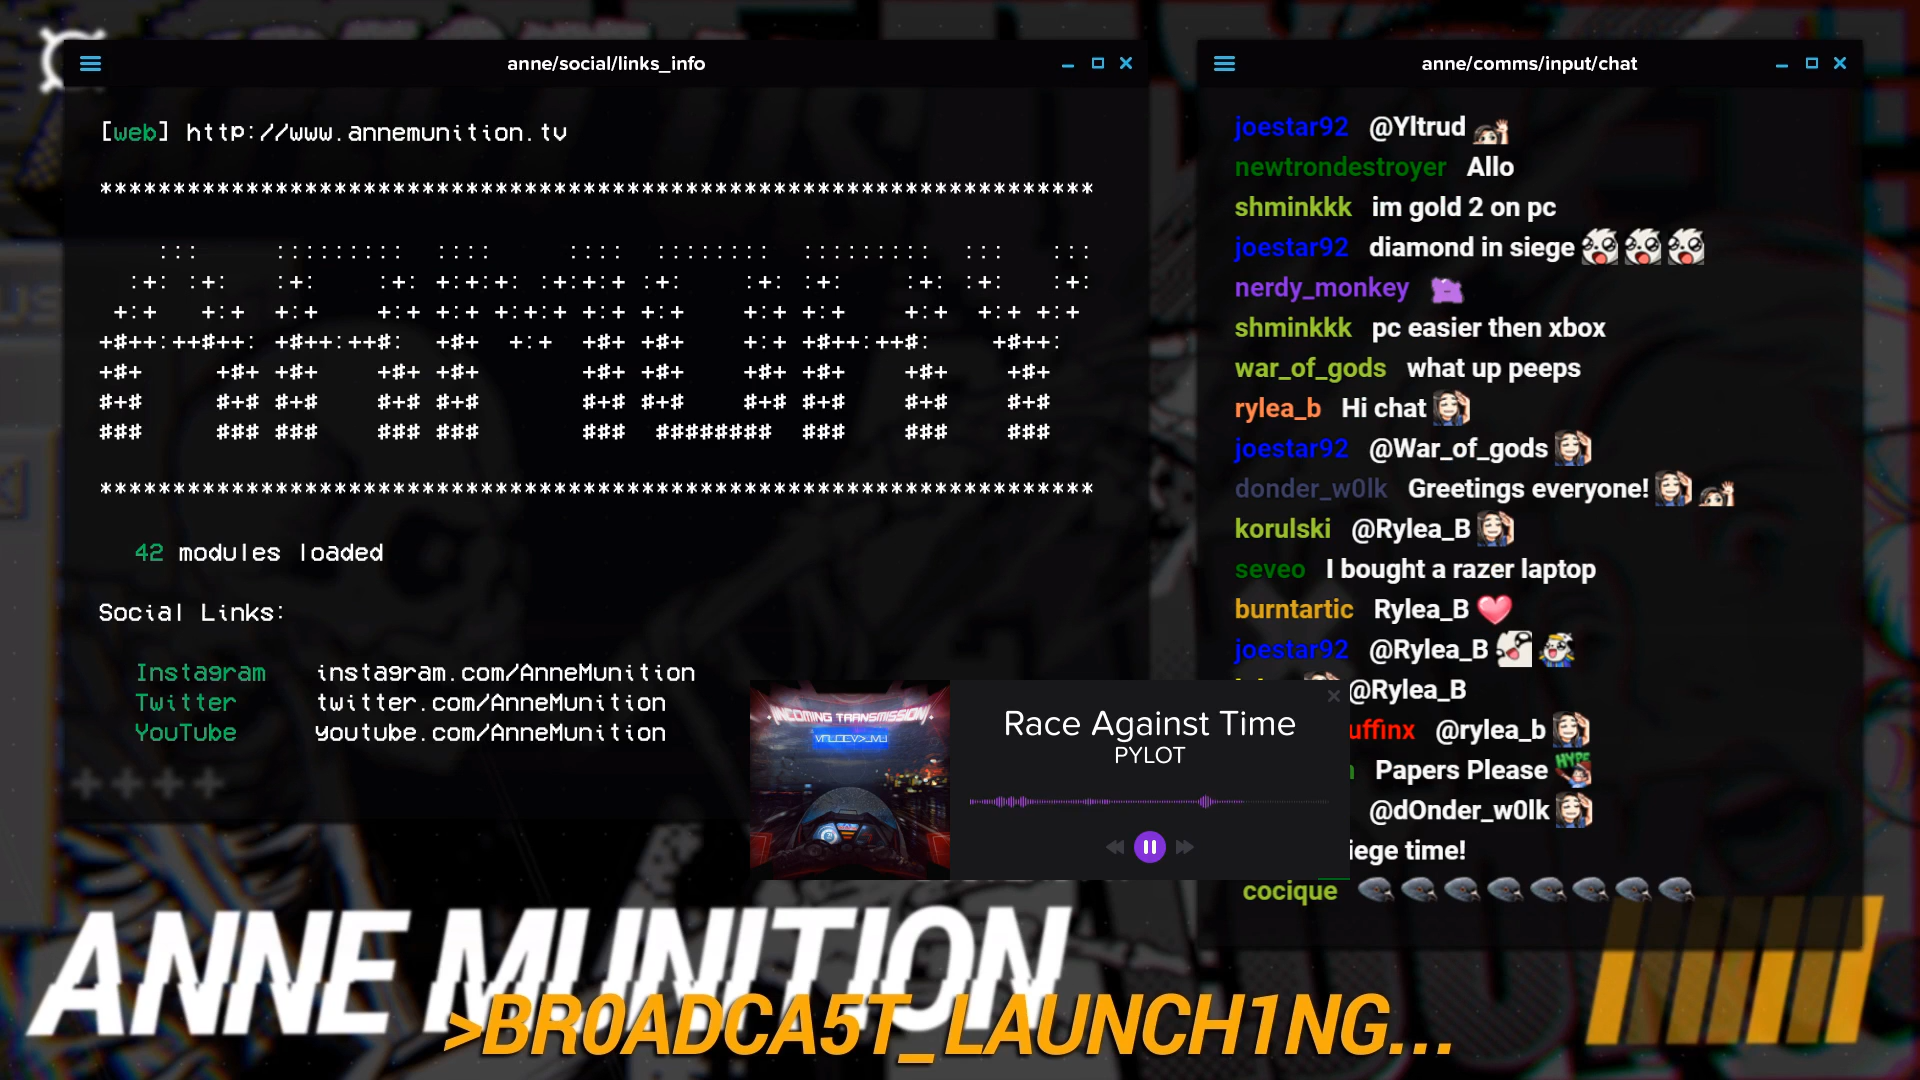 anne/social/links_info
[web] http://www.annemunition.tv
42 modules loaded
Social Links:
Instagram instagram.com/AnneMunition
Twitter twitter.com/AnneMunition
YouTube youtube.com/AnneMunition
anne/comms/input/chat
joestar92 @Yltrud
newtrondestroyer Allo
shminkkk im gold 2 on pc
joestar92 diamond in siege
nerdy_monkey
shminkkk pc easier then xbox
war_of_gods what up peeps
rylea_b Hi chat
joestar92 @War_of_gods
donder_w0lk Greetings everyone!
korulski @Rylea_B
seveo I bought a razer laptop
burntartic Rylea_B
joestar92 @Rylea_B
@Rylea_B
uffinx @rylea_b
Papers Please HYPE
@dOnder_w0lk
iege time!
cocique
INCOMING TRANSMISSION
Race Against Time
PYLOT
ANNE MUNITION
>BR0ADCA5T_LAUNCH1NG...